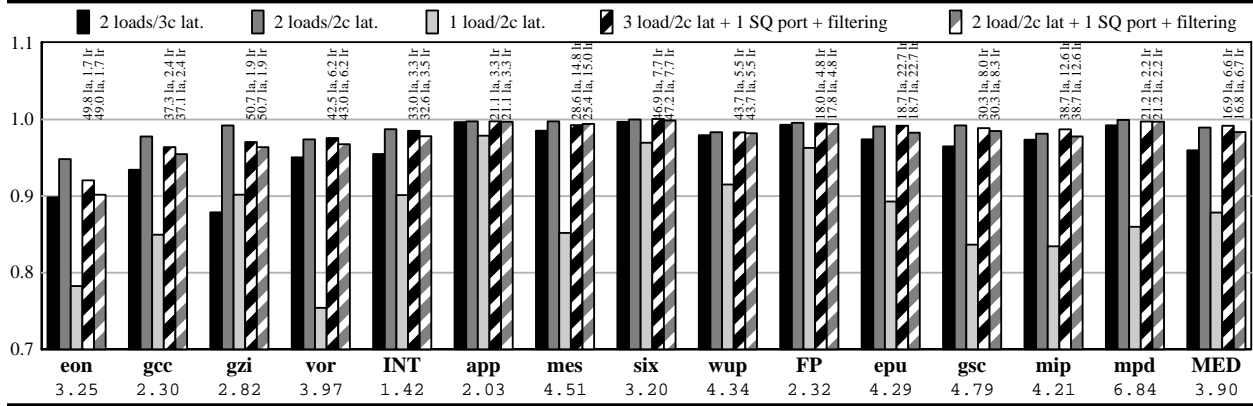 2 loads/3c lat. 2 loads/2c lat. 1 load/2c lat. 3 load/2c lat + 1 SQ port + filtering 2 load/2c lat + 1 SQ port + filtering
1.1
1.0
0.9
0.8
0.7
49.8 la, 1.7 lr
49.0 la, 1.7 lr
37.3 la, 2.4 lr
37.1 la, 2.4 lr
50.7 la, 1.9 lr
50.7 la, 1.9 lr
42.5 la, 6.2 lr
43.0 la, 6.2 lr
33.0 la, 3.3 lr
32.6 la, 3.5 lr
21.1 la, 3.3 lr
21.1 la, 3.3 lr
28.6 la, 14.8 lr
25.4 la, 15.0 lr
46.9 la, 7.7 lr
47.2 la, 7.7 lr
43.7 la, 5.5 lr
43.7 la, 5.5 lr
18.0 la, 4.8 lr
17.8 la, 4.8 lr
18.7 la, 22.7 lr
18.7 la, 22.7 lr
30.3 la, 8.0 lr
30.3 la, 8.3 lr
38.7 la, 12.6 lr
38.7 la, 12.6 lr
21.2 la, 2.2 lr
21.2 la, 2.2 lr
16.9 la, 6.6 lr
16.8 la, 6.7 lr
eon gcc gzi vor INT app mes six wup FP epu gsc mip mpd MED
3.25 2.30 2.82 3.97 1.42 2.03 4.51 3.20 4.34 2.32 4.29 4.79 4.21 6.84 3.90